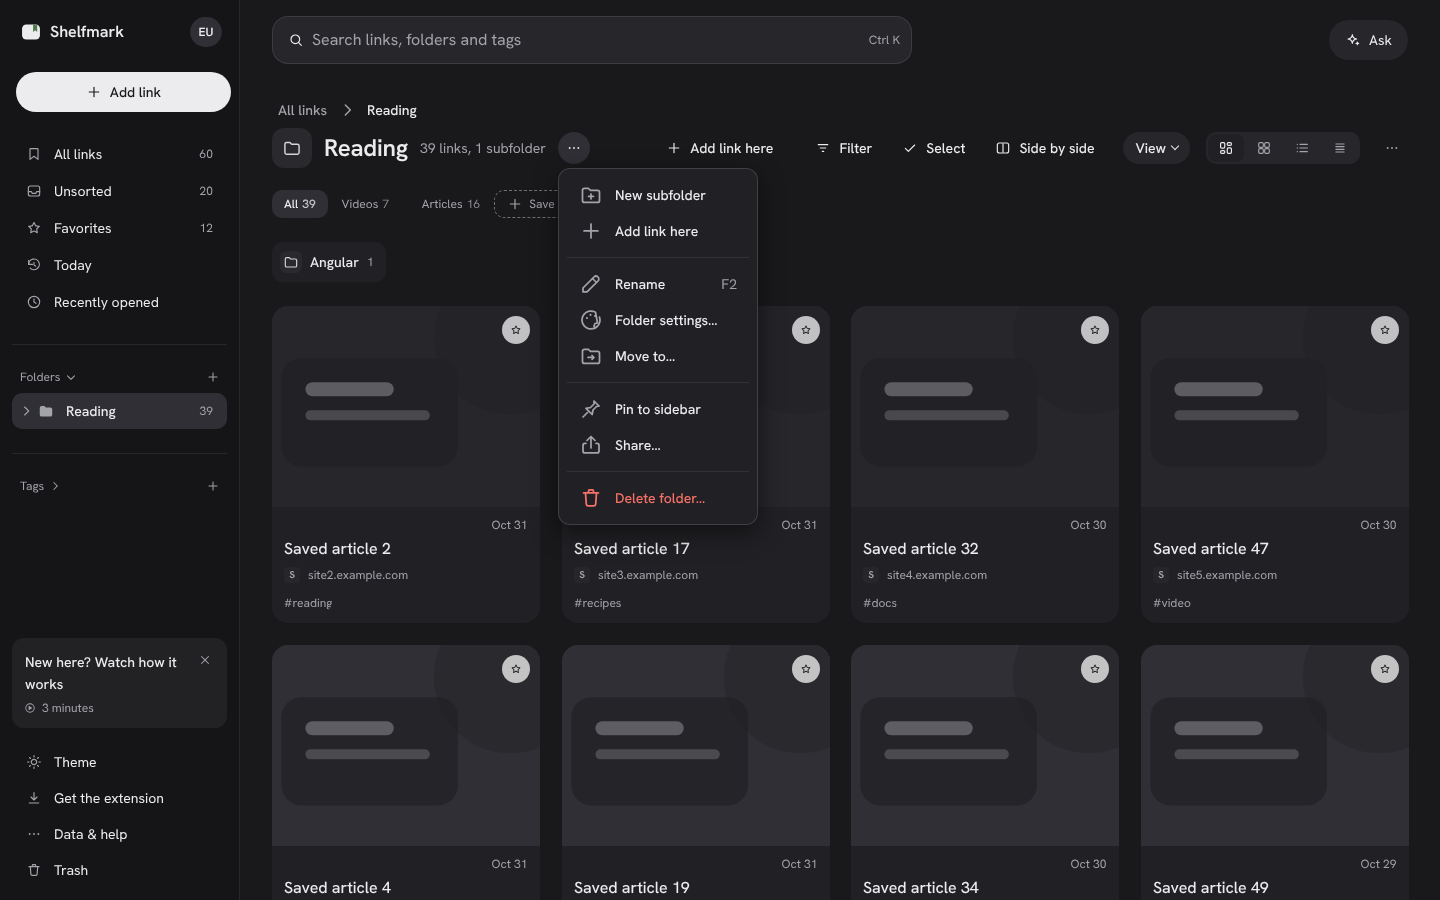 Shelfmark
EU
Add link
All links 60
Unsorted 20
Favorites 12
Today
Recently opened
Folders
Reading 39
Tags
New here? Watch how it
works
3 minutes
Theme
Get the extension
Data & help
Trash
Search links, folders and tags Ctrl K
Ask
All links Reading
Reading 39 links, 1 subfolder
Add link here Filter Select Side by side View
All 39 Videos 7 Articles 16 Save
Angular 1
New subfolder
Add link here
Rename F2
Folder settings...
Move to...
Pin to sidebar
Share...
Delete folder...
Oct 31
Saved article 2
S site2.example.com
#reading
Oct 31
Saved article 17
S site3.example.com
#recipes
Oct 30
Saved article 32
S site4.example.com
#docs
Oct 30
Saved article 47
S site5.example.com
#video
Oct 31
Saved article 4
Oct 31
Saved article 19
Oct 30
Saved article 34
Oct 29
Saved article 49